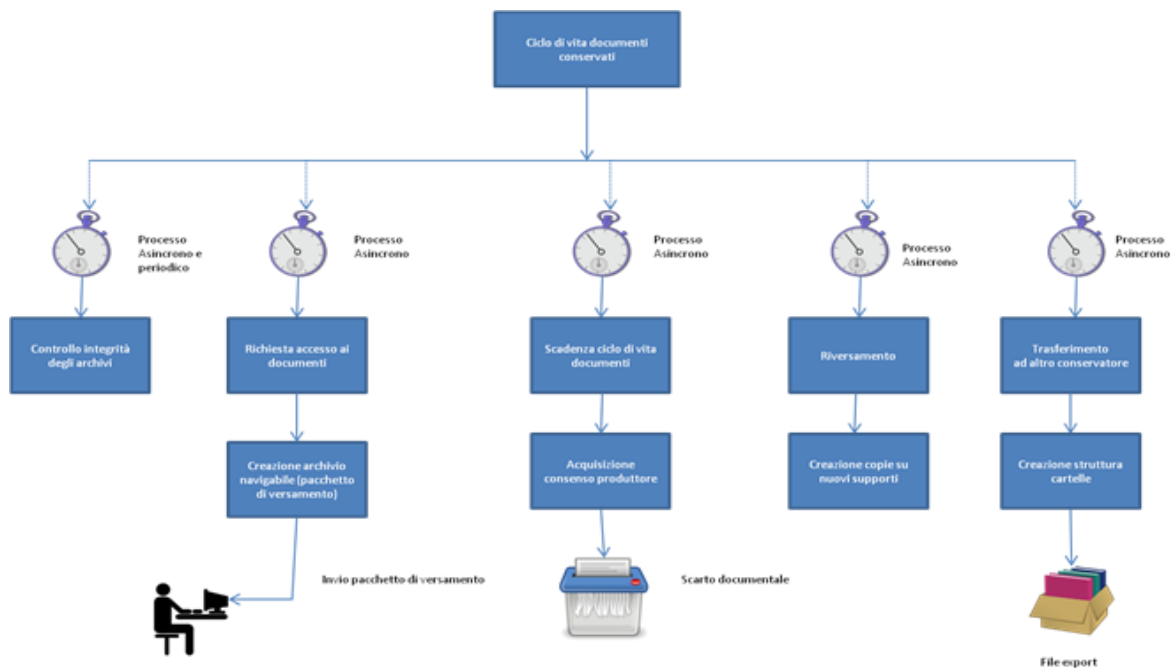 Ciclo di vita documenti
conservati
Processo
Asincrono e
periodico
Processo
Asincrono
Processo
Asincrono
Processo
Asincrono
Processo
Asincrono
Controllo integrità
degli archivi
Richiesta accesso ai
documenti
Scadenza ciclo di vita
documenti
Riversamento
Trasferimento
ad altro conservatore
Creazione archivio
navigabile (pacchetto
di versamento)
Acquisizione
consenso produttore
Creazione copie su
nuovi supporti
Creazione struttura
cartelle
Invio pacchetto di versamento
Scarto documentale
File export